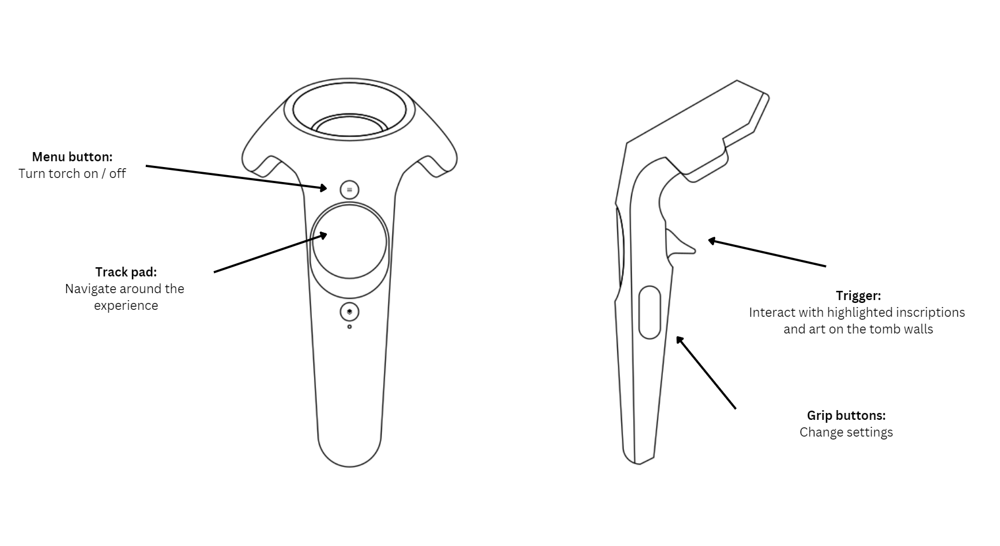 Menu button:
Turn torch on / off
Track pad:
Navigate around the
experience
Trigger:
Interact with highlighted inscriptions
and art on the tomb walls
Grip buttons:
Change settings